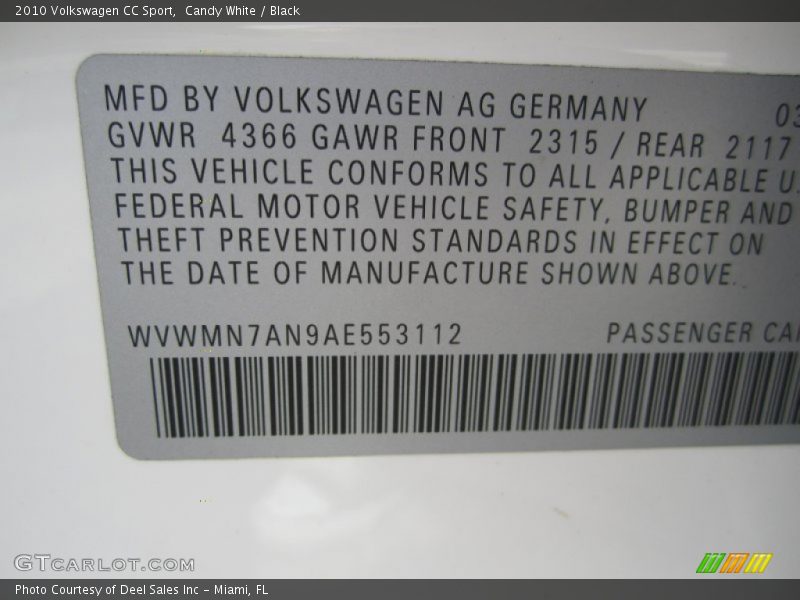 2010 Volkswagen CC Sport, Candy White / Black
MFD BY VOLKSWAGEN AG GERMANY 03
GVWR 4366 GAWR FRONT 2315 / REAR 2117
THIS VEHICLE CONFORMS TO ALL APPLICABLE U.
FEDERAL MOTOR VEHICLE SAFETY, BUMPER AND
THEFT PREVENTION STANDARDS IN EFFECT ON
THE DATE OF MANUFACTURE SHOWN ABOVE.
WVWMN7AN9AE553112 PASSENGER CAR
GTCARLOT.COM
Photo Courtesy of Deel Sales Inc - Miami, FL